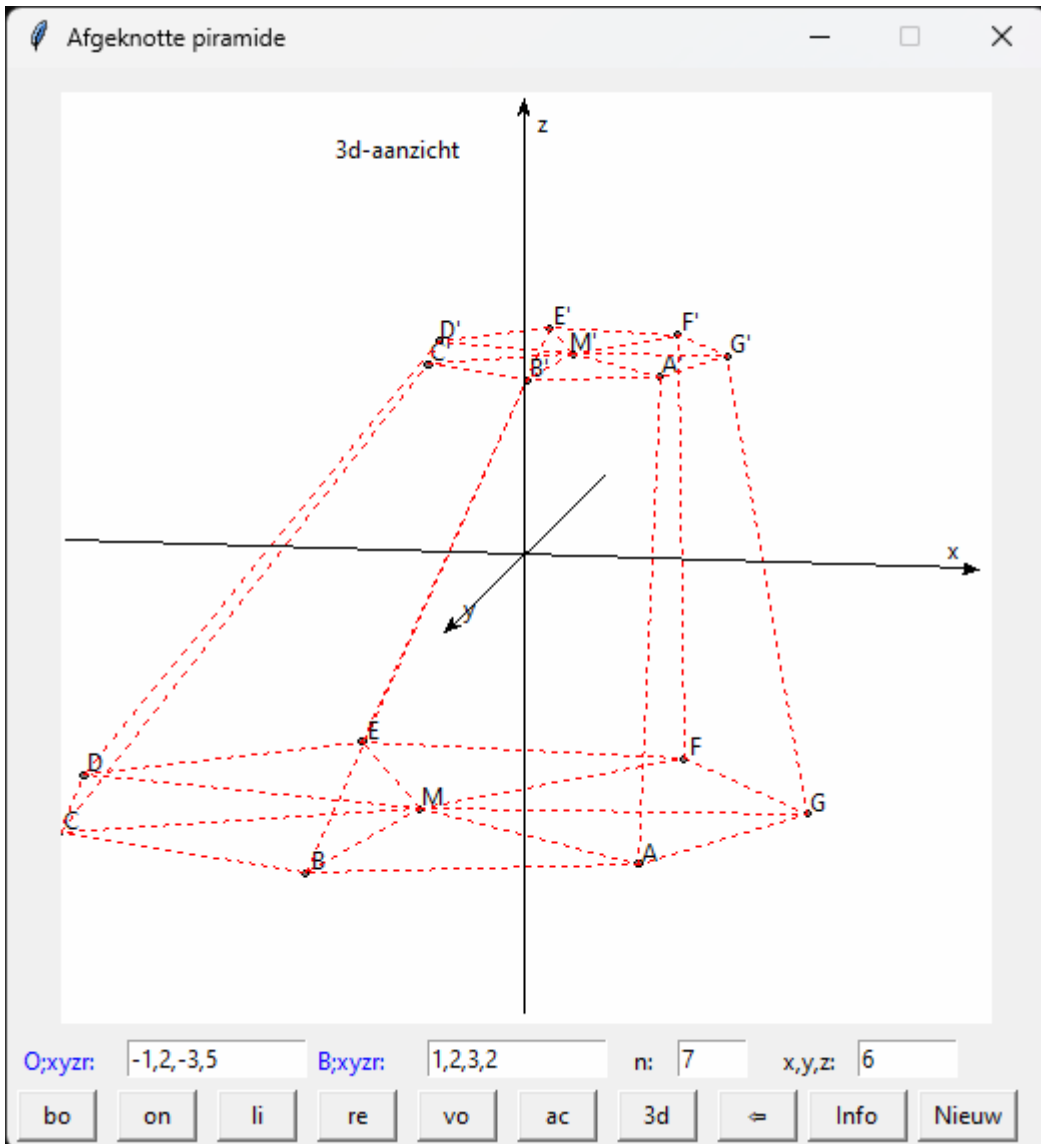 Afgeknotte piramide
z
3d-aanzicht
E'
D' F'
M' G'
C'
B' A'
x
y
E
D F
M
C G
B A
O;xyzr: -1,2,-3,5 B;xyzr: 1,2,3,2 n: 7 x,y,z: 6
bo on li re vo ac 3d ⇦ Info Nieuw